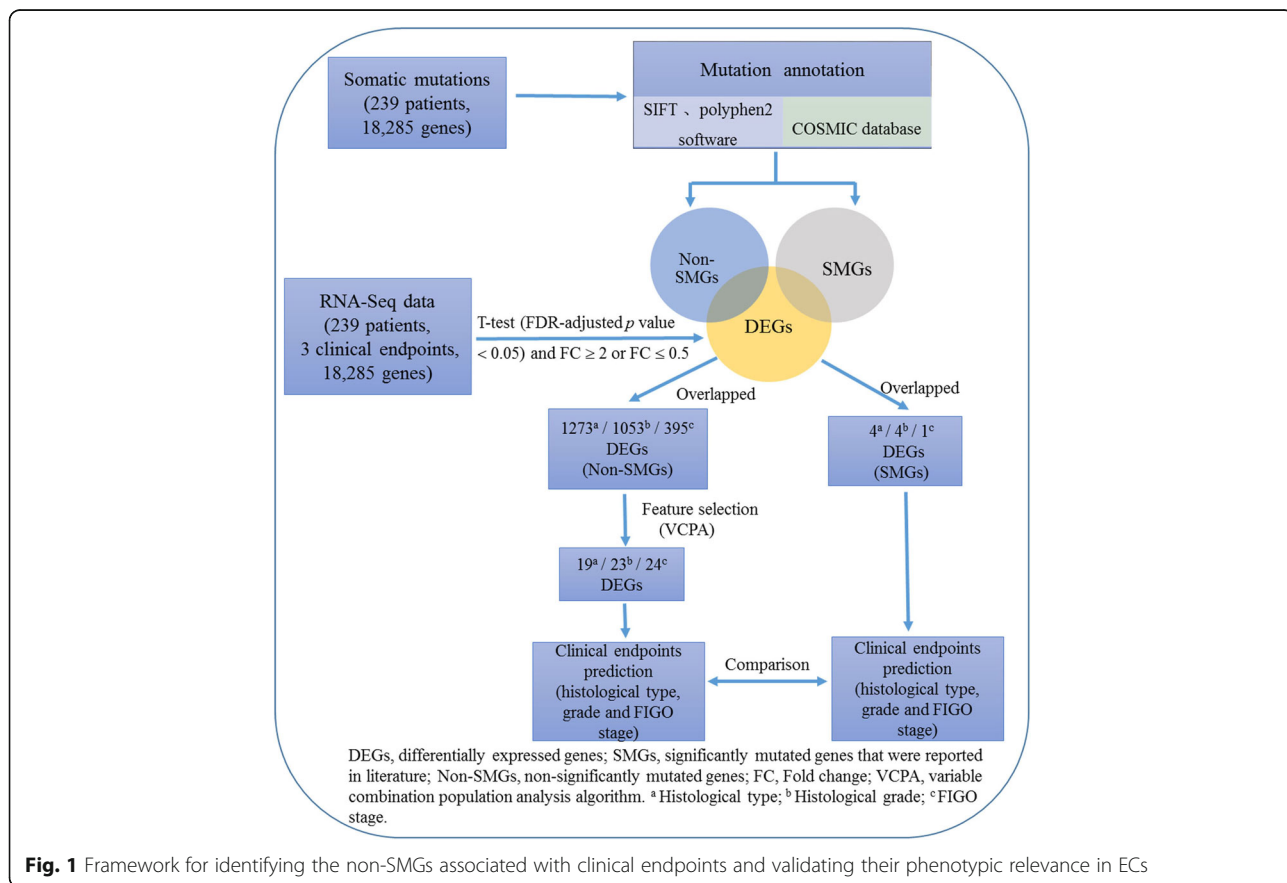 Somatic mutations
(239 patients,
18,285 genes)
Mutation annotation
SIFT 、polyphen2
software
COSMIC database
Non-
SMGs
SMGs
DEGs
RNA-Seq data
(239 patients,
3 clinical endpoints,
18,285 genes)
T-test (FDR-adjusted p value
< 0.05) and FC ≥ 2 or FC ≤ 0.5
Overlapped
Overlapped
1273ᵃ / 1053ᵇ / 395ᶜ
DEGs
(Non-SMGs)
4ᵃ / 4ᵇ / 1ᶜ
DEGs
(SMGs)
Feature selection
(VCPA)
19ᵃ / 23ᵇ / 24ᶜ
DEGs
Clinical endpoints
prediction
(histological type,
grade and FIGO
stage)
Comparison
Clinical endpoints
prediction
(histological type,
grade and FIGO
stage)
DEGs, differentially expressed genes; SMGs, significantly mutated genes that were reported
in literature; Non-SMGs, non-significantly mutated genes; FC, Fold change; VCPA, variable
combination population analysis algorithm. ᵃ Histological type; ᵇ Histological grade; ᶜ FIGO
stage.
Fig. 1 Framework for identifying the non-SMGs associated with clinical endpoints and validating their phenotypic relevance in ECs